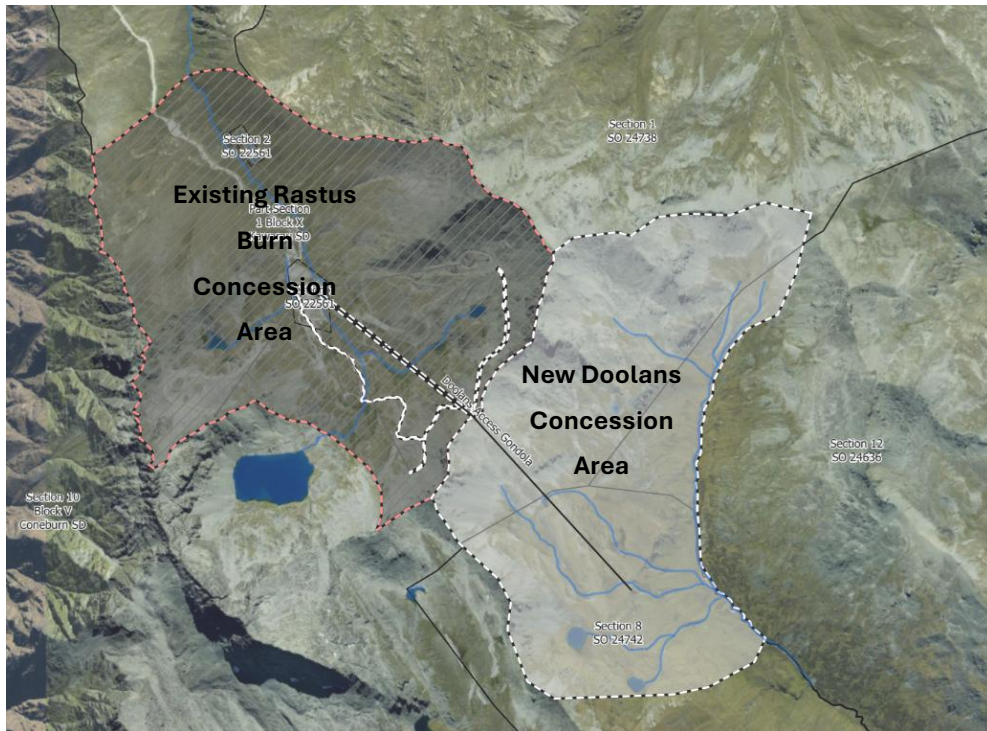 Section 1
SO 24738
Section 2
SO 22561
Existing Rastus
Part Section
1 Block X
SD
Burn
Concession
SO 22561
Area
Doolans Access Gondola
New Doolans
Concession
Area
Section 12
SO 24636
Section 10
Block V
Coneburn SD
Section 8
SO 24742